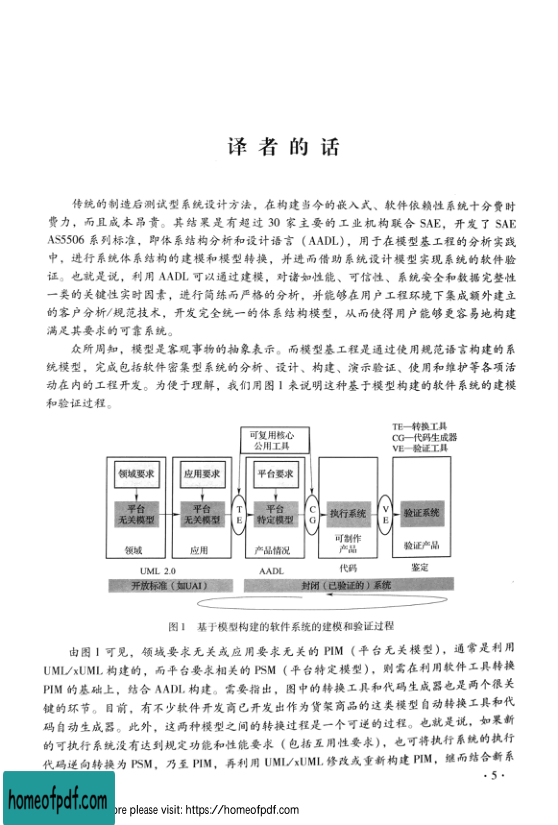 译者的话
传统的制造后测试型系统设计方法，在构建当今的嵌入式、软件依赖性系统十分费时
费力，而且成本昂贵。其结果是有超过 30 家主要的工业机构联合 SAE，开发了 SAE
AS5506 系列标准，即体系结构分析和设计语言（AADL），用于在模型基工程的分析实践
中，进行系统体系结构的建模和模型转换，并进而借助系统设计模型实现系统的软件验
证。也就是说，利用 AADL 可以通过建模，对诸如性能、可信性、系统安全和数据完整性
一类的关键性实时因素，进行简练而严格的分析，并能够在用户工程环境下集成额外建立
的客户分析/规范技术，开发完全统一的体系结构模型，从而使得用户能够更容易地构建
满足其要求的可靠系统。
众所周知，模型是客观事物的抽象表示。而模型基工程是通过使用规范语言构建的系
统模型，完成包括软件密集型系统的分析、设计、构建、演示验证、使用和维护等各项活
动在内的工程开发。为便于理解，我们用图 1 来说明这种基于模型构建的软件系统的建模
和验证过程。
可复用核心
公用工具
TE—转换工具
CG—代码生成器
VE—验证工具
领域要求
应用要求
平台要求
平台
无关模型
平台
无关模型
TE
平台
特定模型
CG
执行系统
VE
验证系统
领域
应用
产品情况
可制作
产品
验证产品
UML 2.0
AADL
代码
鉴定
开放标准（如UAI）
封闭（已验证的）系统
图 1 基于模型构建的软件系统的建模和验证过程
由图 1 可见，领域要求无关或应用要求无关的 PIM（平台无关模型），通常是利用
UML/xUML 构建的，而平台要求相关的 PSM（平台特定模型），则需在利用软件工具转换
PIM 的基础上，结合 AADL 构建。需要指出，图中的转换工具和代码生成器也是两个很关
键的环节。目前，有不少软件开发商已开发出作为货架商品的这类模型自动转换工具和代
码自动生成器。此外，这两种模型之间的转换过程是一个可逆的过程。也就是说，如果新
的可执行系统没有达到规定功能和性能要求（包括互用性要求），也可将执行系统的执行
代码逆向转换为 PSM，乃至 PIM，再利用 UML/xUML 修改或重新构建 PIM，继而结合新系
·5·
homeofpdf.com
ore please visit: https://homeofpdf.com